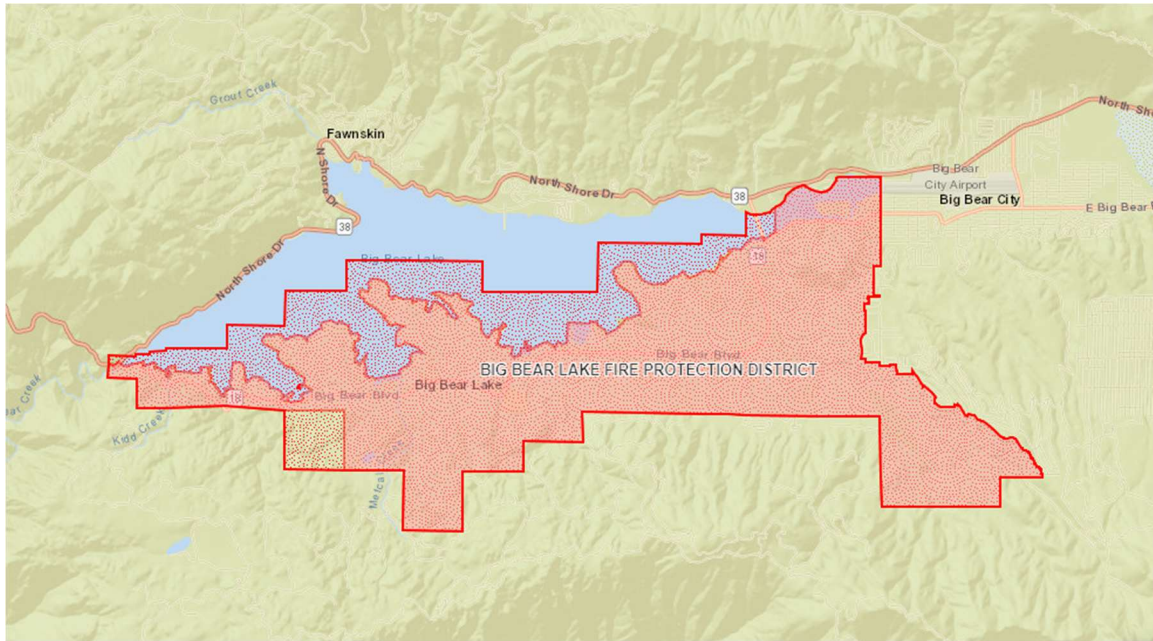 Grout Creek
Fawnskin
N Shore Dr
North Shore Dr
38
North Shore
Big Bear
City Airport
Big Bear City
E Big Bear
38
North Shore Dr
Big Bear Lake
18
Big Bear Blvd
BIG BEAR LAKE FIRE PROTECTION DISTRICT
Big Bear Lake
Big Bear Blvd
18
Kidd Creek
Creek